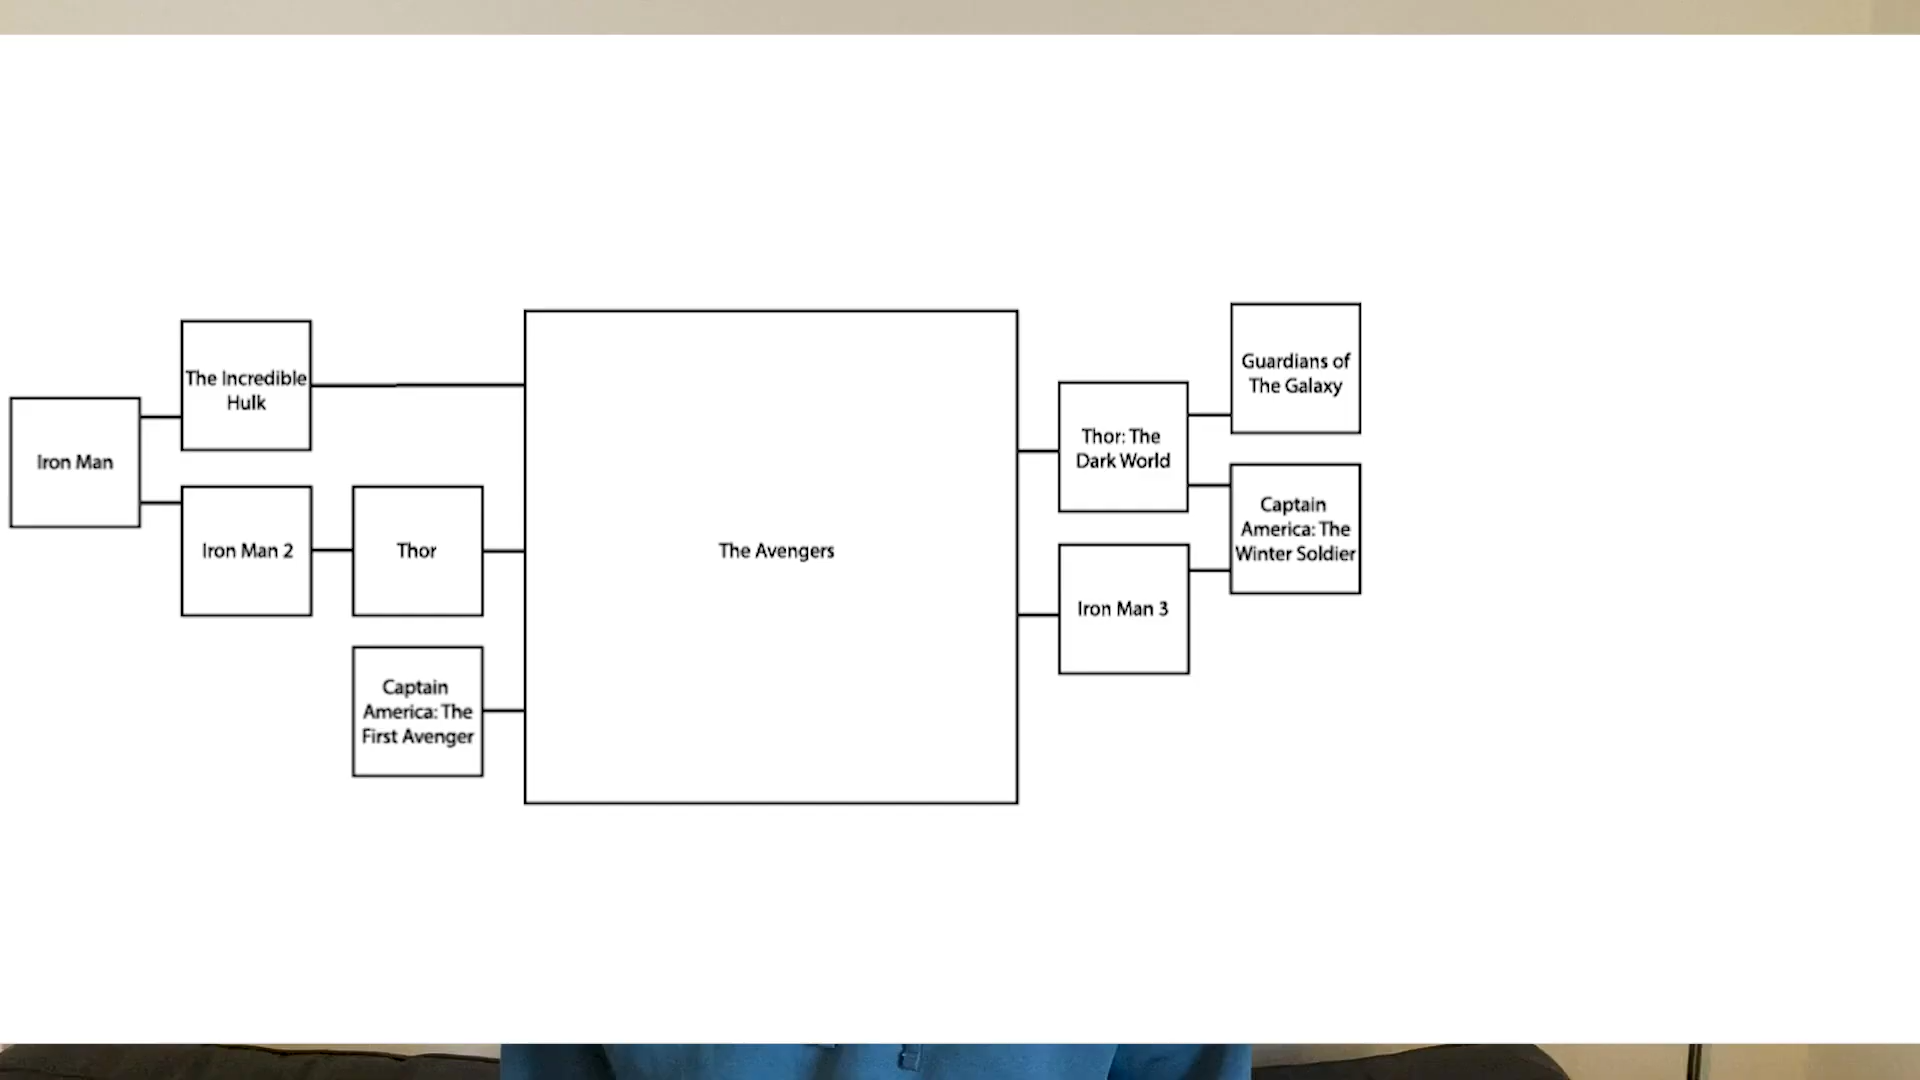 Iron Man
The Incredible
Hulk
Iron Man 2
Thor
Captain
America: The
First Avenger
The Avengers
Thor: The
Dark World
Iron Man 3
Guardians of
The Galaxy
Captain
America: The
Winter Soldier